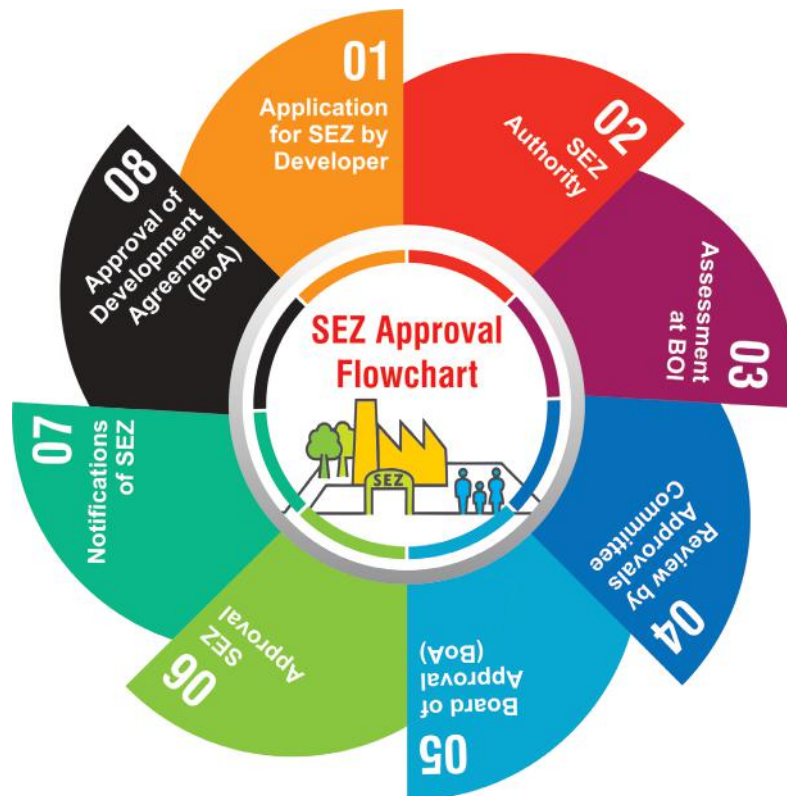 SEZ Approval
Flowchart
SEZ
01
Application
for SEZ by
Developer
02
SEZ
Authority
03
Assessment
at BOI
04
Review by
Approvals
Committee
05
Board of
Approval
(BoA)
06
SEZ
Approval
07
Notifications
of SEZ
08
Approval of
Development
Agreement
(BoA)